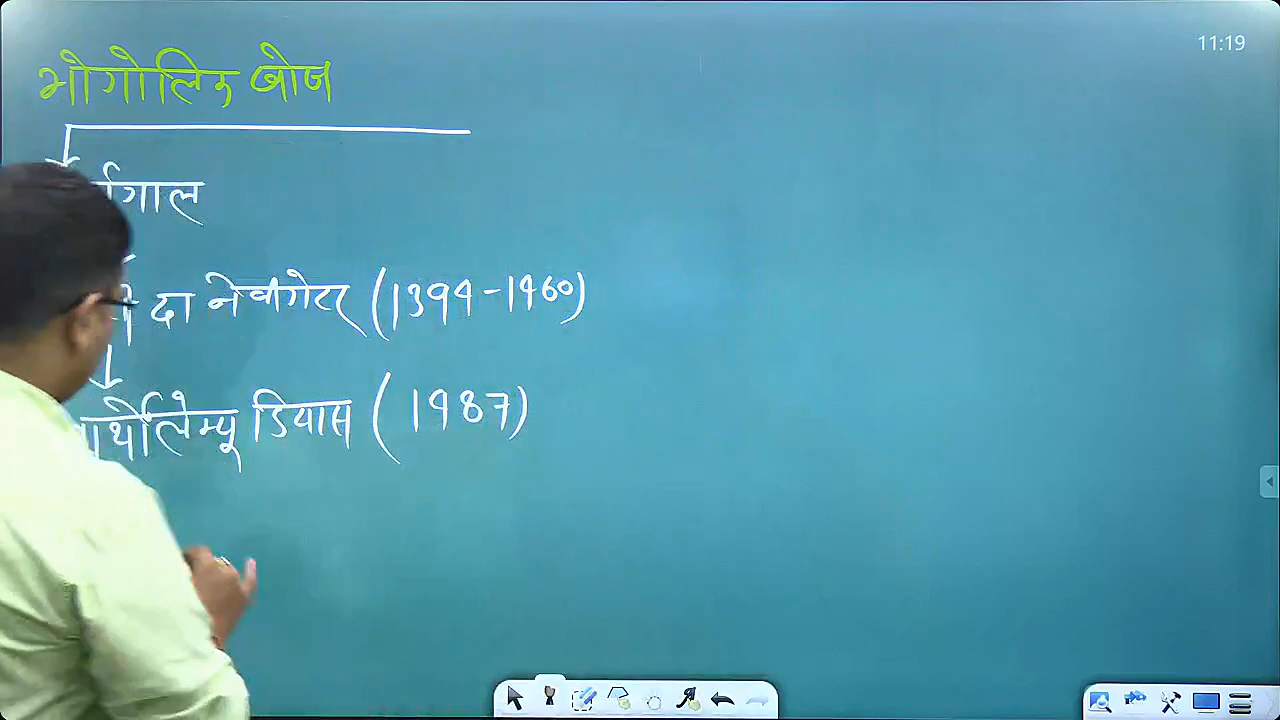 11:19
भोगोलिक खोज
दा नेवीगेटर (1394-1460)
डियास (1487)